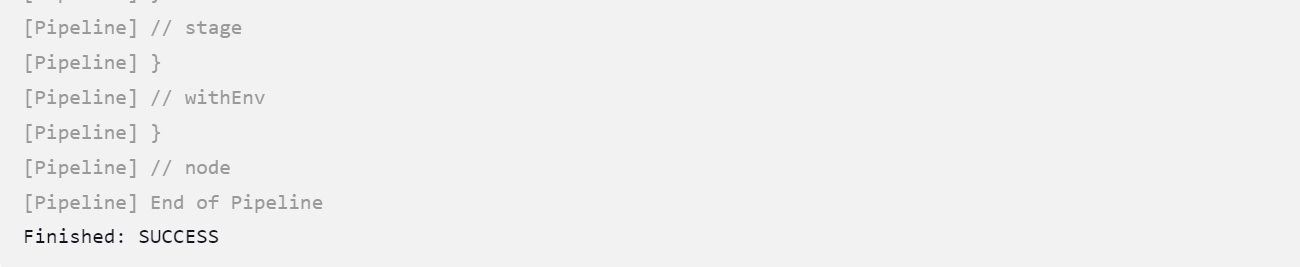 [Pipeline] // stage
[Pipeline] }
[Pipeline] // withEnv
[Pipeline] }
[Pipeline] // node
[Pipeline] End of Pipeline
Finished: SUCCESS